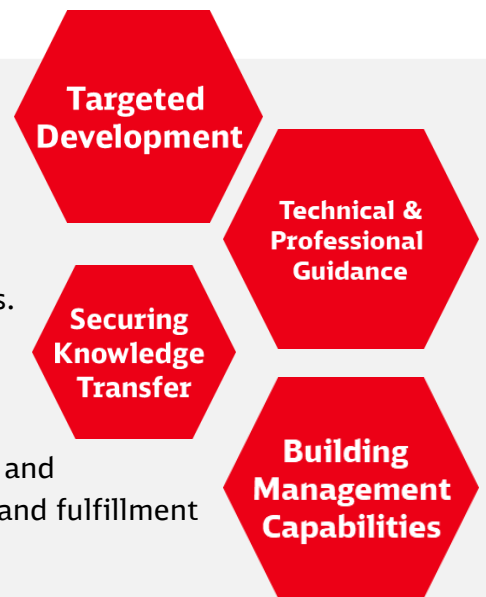 Targeted
Development
Technical &
Professional
Guidance
s.
Securing
Knowledge
Transfer
and
and fulfillment
Building
Management
Capabilities